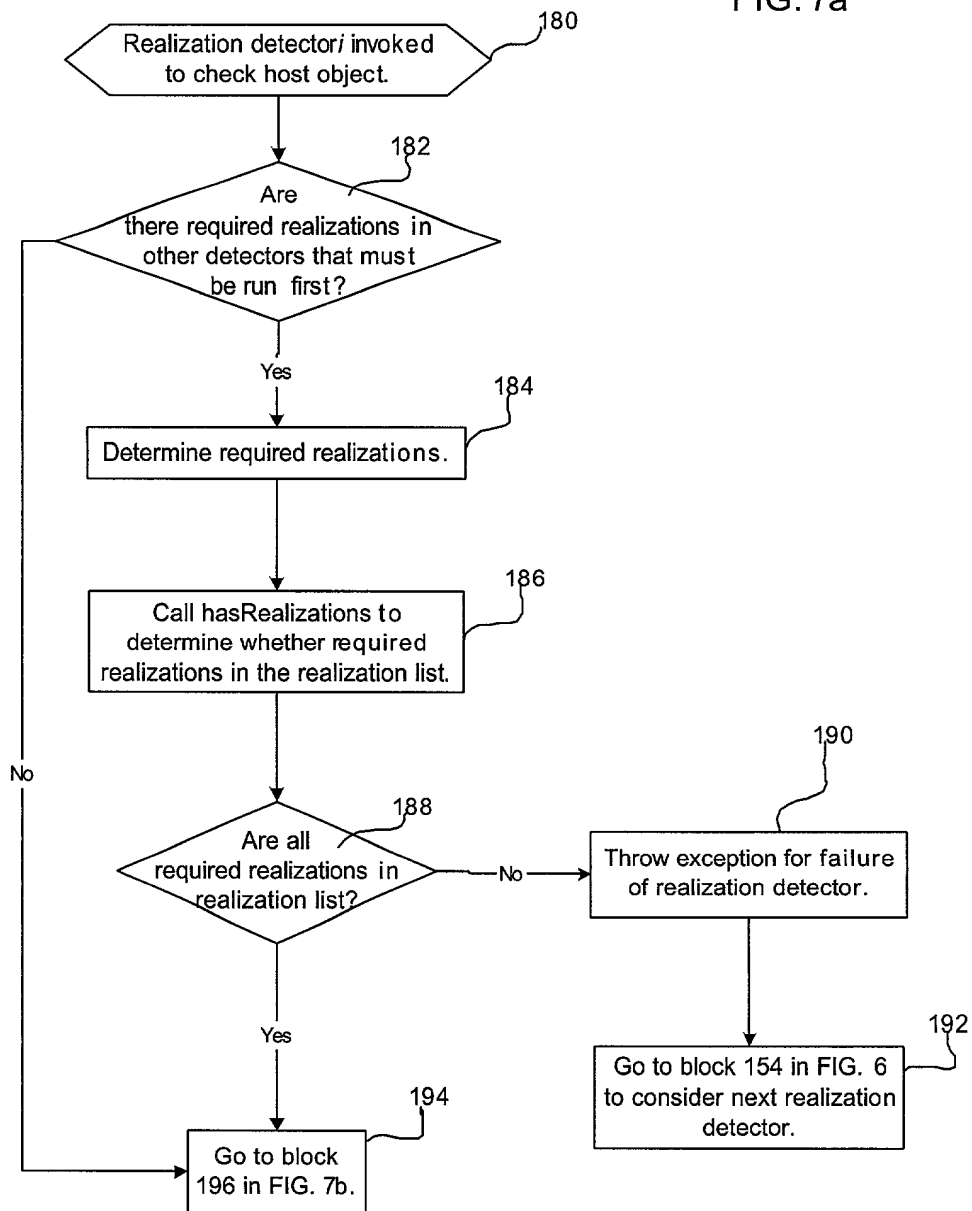 FIG. 7a
180
Realization detectori invoked
to check host object.
182
Are
there required realizations in
other detectors that must
be run first?
Yes
184
Determine required realizations.
186
Call hasRealizations to
determine whether required
realizations in the realization list.
No
188
Are all
required realizations in
realization list?
No
190
Throw exception for failure
of realization detector.
Yes
192
Go to block 154 in FIG. 6
to consider next realization
detector.
194
Go to block
196 in FIG. 7b.